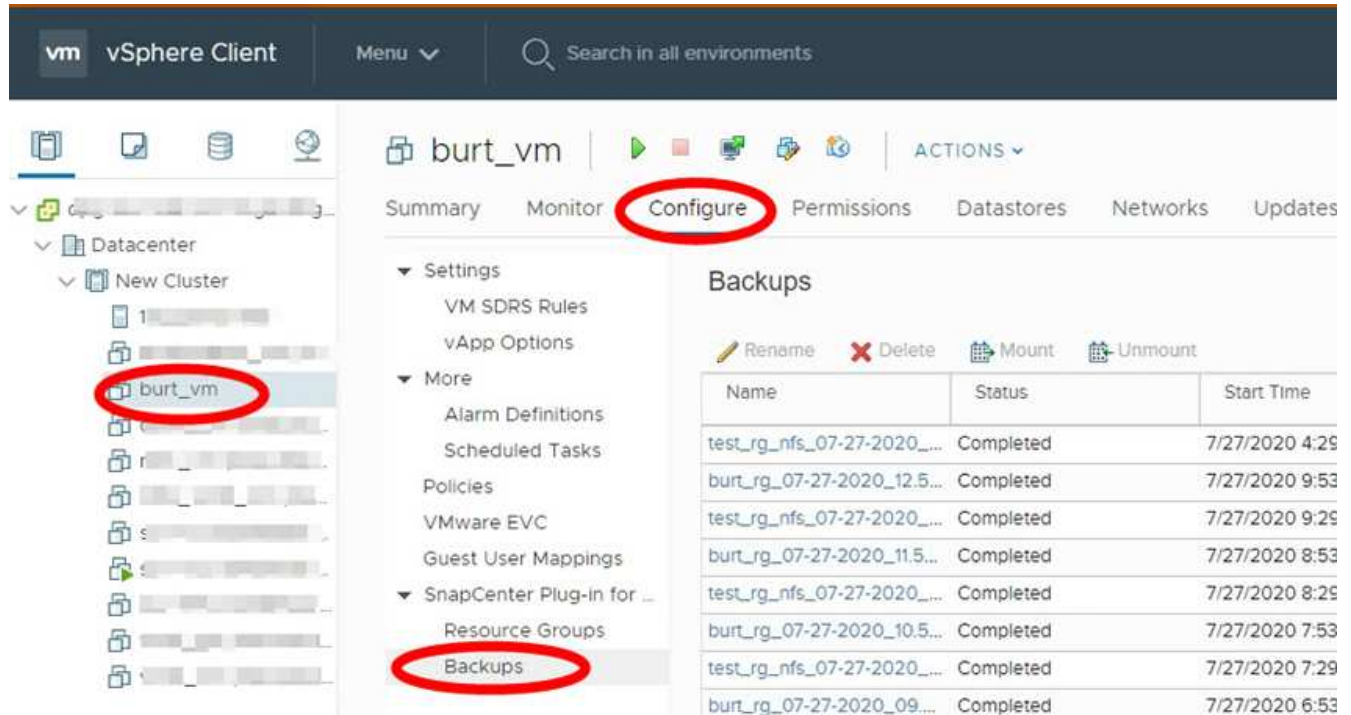 vm vSphere Client Menu Search in all environments
burt_vm ACTIONS
Summary Monitor Configure Permissions Datastores Networks Updates
Datacenter
New Cluster
burt_vm
Settings
VM SDRS Rules
vApp Options
More
Alarm Definitions
Scheduled Tasks
Policies
VMware EVC
Guest User Mappings
SnapCenter Plug-in for ...
Resource Groups
Backups
Backups
Rename Delete Mount Unmount
Name Status Start Time
test_rg_nfs_07-27-2020_... Completed 7/27/2020 4:29
burt_rg_07-27-2020_12.5... Completed 7/27/2020 9:53
test_rg_nfs_07-27-2020_... Completed 7/27/2020 9:29
burt_rg_07-27-2020_11.5... Completed 7/27/2020 8:53
test_rg_nfs_07-27-2020_... Completed 7/27/2020 8:29
burt_rg_07-27-2020_10.5... Completed 7/27/2020 7:53
test_rg_nfs_07-27-2020_... Completed 7/27/2020 7:29
burt_rg_07-27-2020_09.... Completed 7/27/2020 6:53